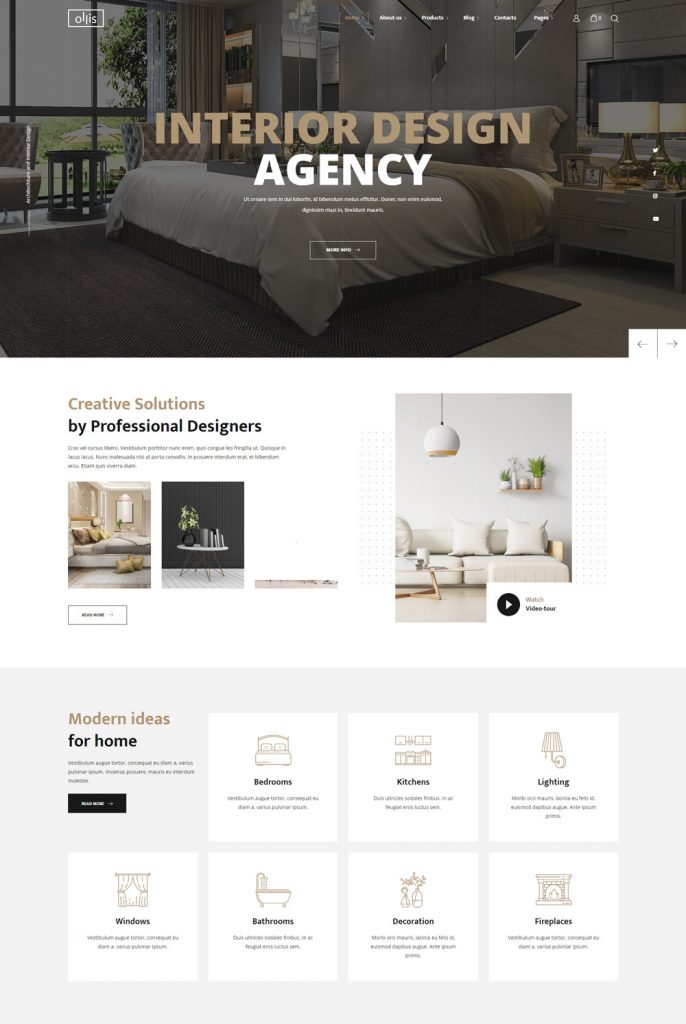 ollis
Home
About us
Products
Blog
Contacts
Pages
0
Architecture and Interior Design
INTERIOR DESIGN
AGENCY
Ut ornare sem in dui lobortis, id bibendum metus efficitur. Donec non enim euismod,
dignissim risus in, tincidunt mauris.
MORE INFO
Creative Solutions
by Professional Designers
Cras vel cursus libero. Vestibulum porttitor nunc enim, quis congue leo fringilla ut. Quisque in
lacus lacus. Nunc malesuada nisi at porta convallis. In posuere interdum erat, et bibendum
arcu. Etiam quis viverra diam.
READ MORE
Watch
Video-tour
Modern ideas
for home
Vestibulum augue tortor, consequat eu diam a, varius
pulvinar ipsum. Vivamus posuere, mauris eu interdum
molestie.
READ MORE
Bedrooms
Vestibulum augue tortor, consequat eu
diam a, varius pulvinar ipsum.
Kitchens
Duis ultricies sodales finibus. In ac
feugiat eros luctus sem.
Lighting
Morbi orci mauris, lacinia eu felis id,
euismod dapibus augue. Ante ipsum
primis.
Windows
Vestibulum augue tortor, consequat eu
diam a, varius pulvinar ipsum.
Bathrooms
Duis ultricies sodales finibus. In ac
feugiat eros luctus sem.
Decoration
Morbi orci mauris, lacinia eu felis id,
euismod dapibus augue. Ante ipsum
primis.
Fireplaces
Vestibulum augue tortor, consequat eu
diam a, varius pulvinar ipsum.